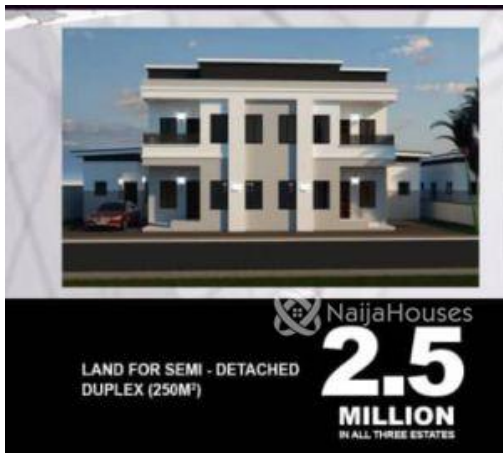 NaijaHouses
LAND FOR SEMI - DETACHED
DUPLEX (250M²)
2.5
MILLION
IN ALL THREE ESTATES